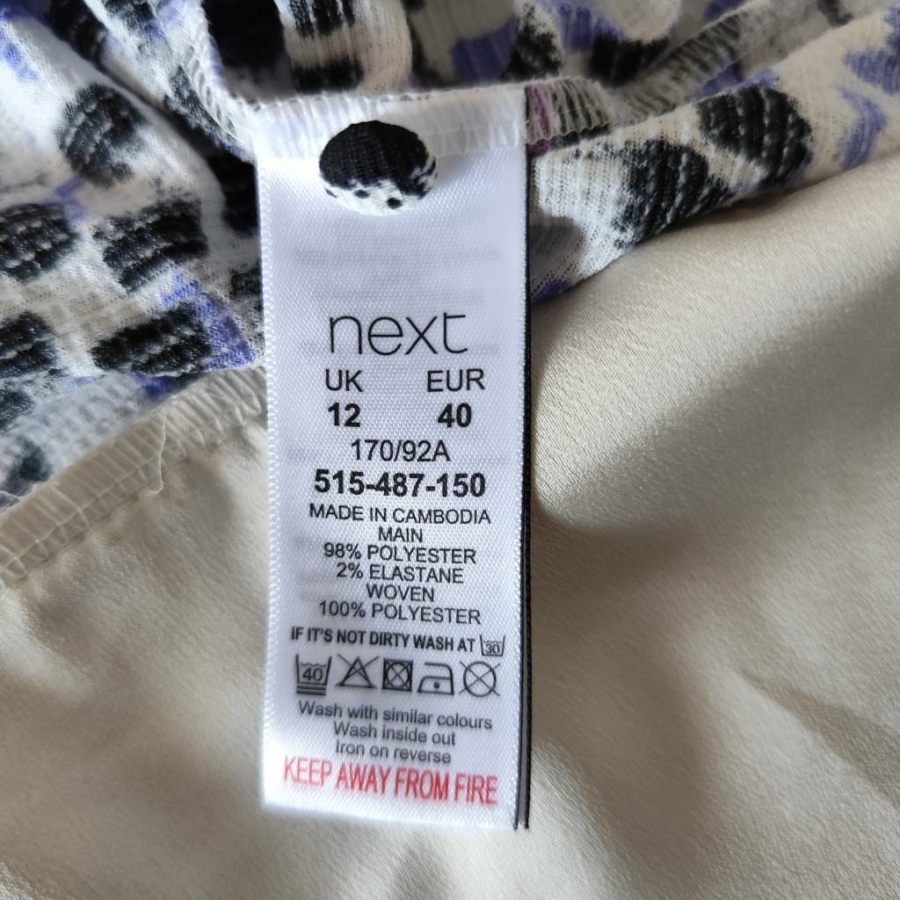 next
UK EUR
12 40
170/92A
515-487-150
MADE IN CAMBODIA
MAIN
98% POLYESTER
2% ELASTANE
WOVEN
100% POLYESTER
IF IT'S NOT DIRTY WASH AT 30
40
Wash with similar colours
Wash inside out
Iron on reverse
KEEP AWAY FROM FIRE